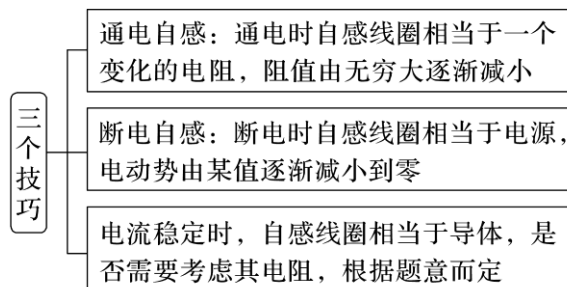 三个技巧
通电自感：通电时自感线圈相当于一个
变化的电阻，阻值由无穷大逐渐减小
断电自感：断电时自感线圈相当于电源，
电动势由某值逐渐减小到零
电流稳定时，自感线圈相当于导体，是
否需要考虑其电阻，根据题意而定